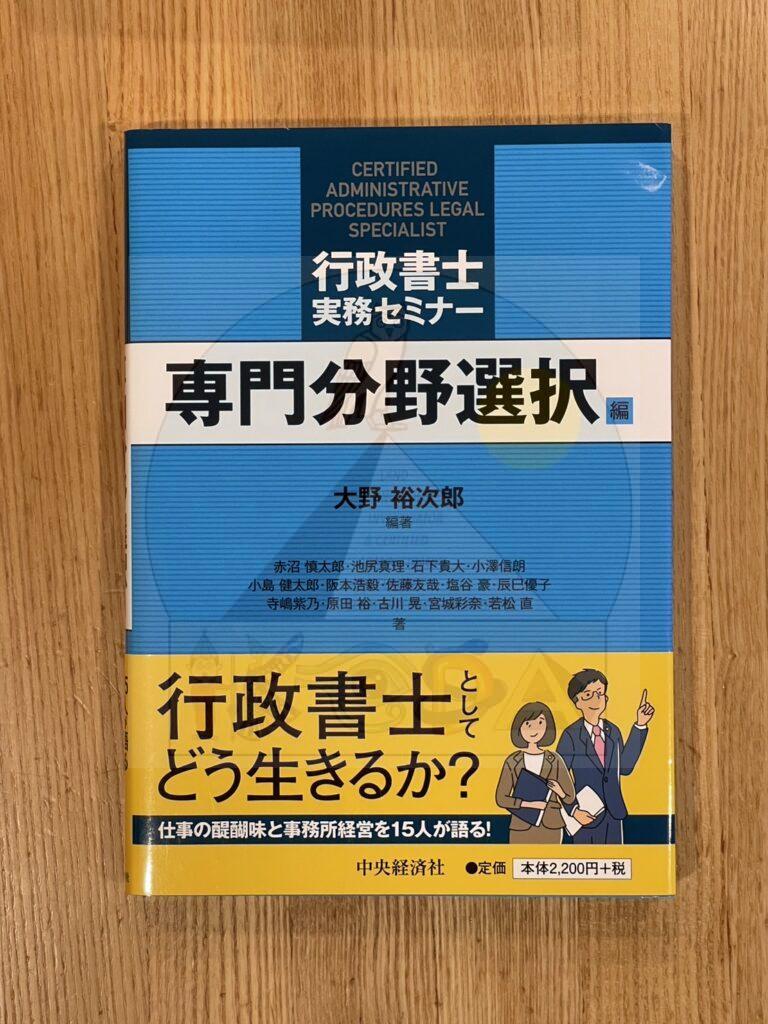 CERTIFIED
ADMINISTRATIVE
PROCEDURES LEGAL
SPECIALIST
行政書士
実務セミナー
専門分野選択 編
大野 裕次郎
編著
赤沼 慎太郎・池尻真理・石下貴大・小澤信朗
小島 健太郎・阪本浩毅・佐藤友哉・塩谷 豪・辰巳優子
寺嶋紫乃・原田 裕・古川 晃・宮城彩奈・若松 直
著
行政書士として
どう生きるか?
仕事の醍醐味と事務所経営を15人が語る!
中央経済社 ●定価 本体2,200円+税